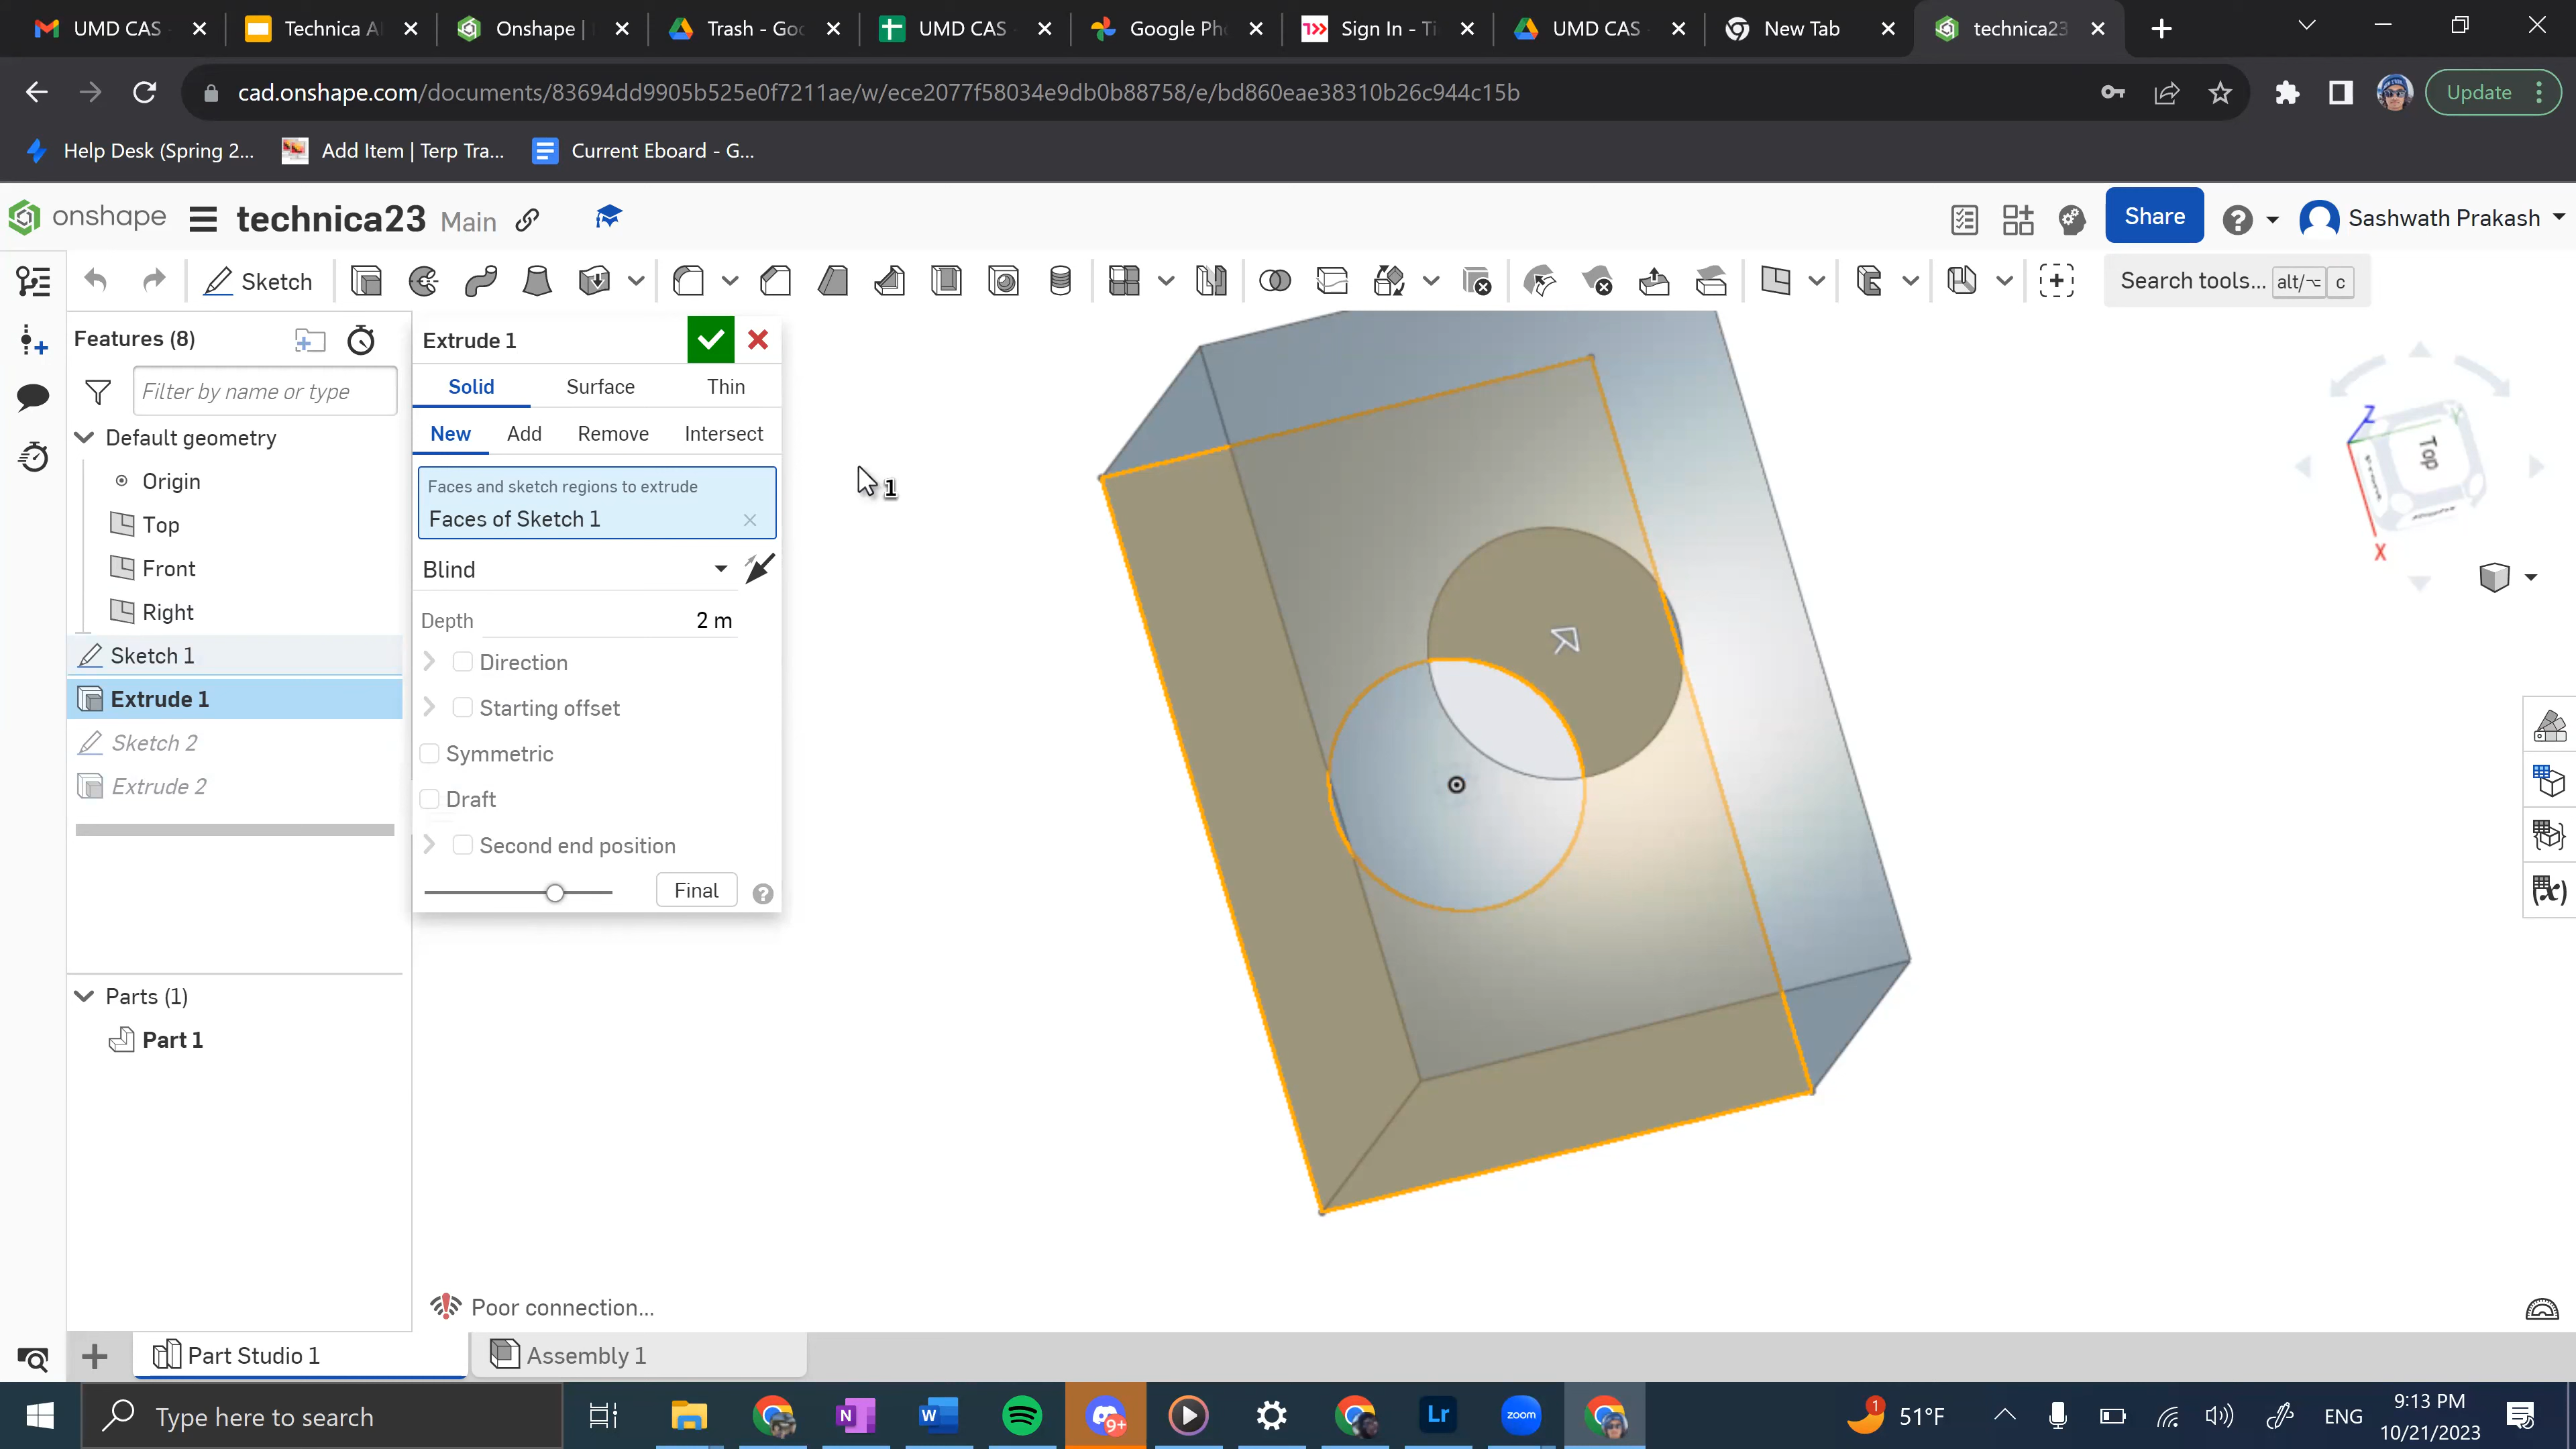 UMD CAS
Technica Al
Onshape |
Trash - Goo
UMD CAS
Google Ph
Sign In - Ti
UMD CAS
New Tab
technica23
cad.onshape.com/documents/83694dd9905b525e0f7211ae/w/ece2077f58034e9db0b88758/e/bd860eae38310b26c944c15b
Update
Help Desk (Spring 2...
Add Item | Terp Tra...
Current Eboard - G...
onshape
technica23 Main
Share
Sashwath Prakash
Sketch
Search tools... alt/⌥ c
Features (8)
Filter by name or type
Default geometry
Origin
Top
Front
Right
Sketch 1
Extrude 1
Sketch 2
Extrude 2
Parts (1)
Part 1
Extrude 1
Solid Surface Thin
New Add Remove Intersect
Faces and sketch regions to extrude
Faces of Sketch 1
Blind
Depth 2 m
Direction
Starting offset
Symmetric
Draft
Second end position
Final
1
Z
Y
Top
X
Poor connection...
Part Studio 1
Assembly 1
Type here to search
N
W
9+
Lr
zoom
1
51°F
ENG
9:13 PM
10/21/2023